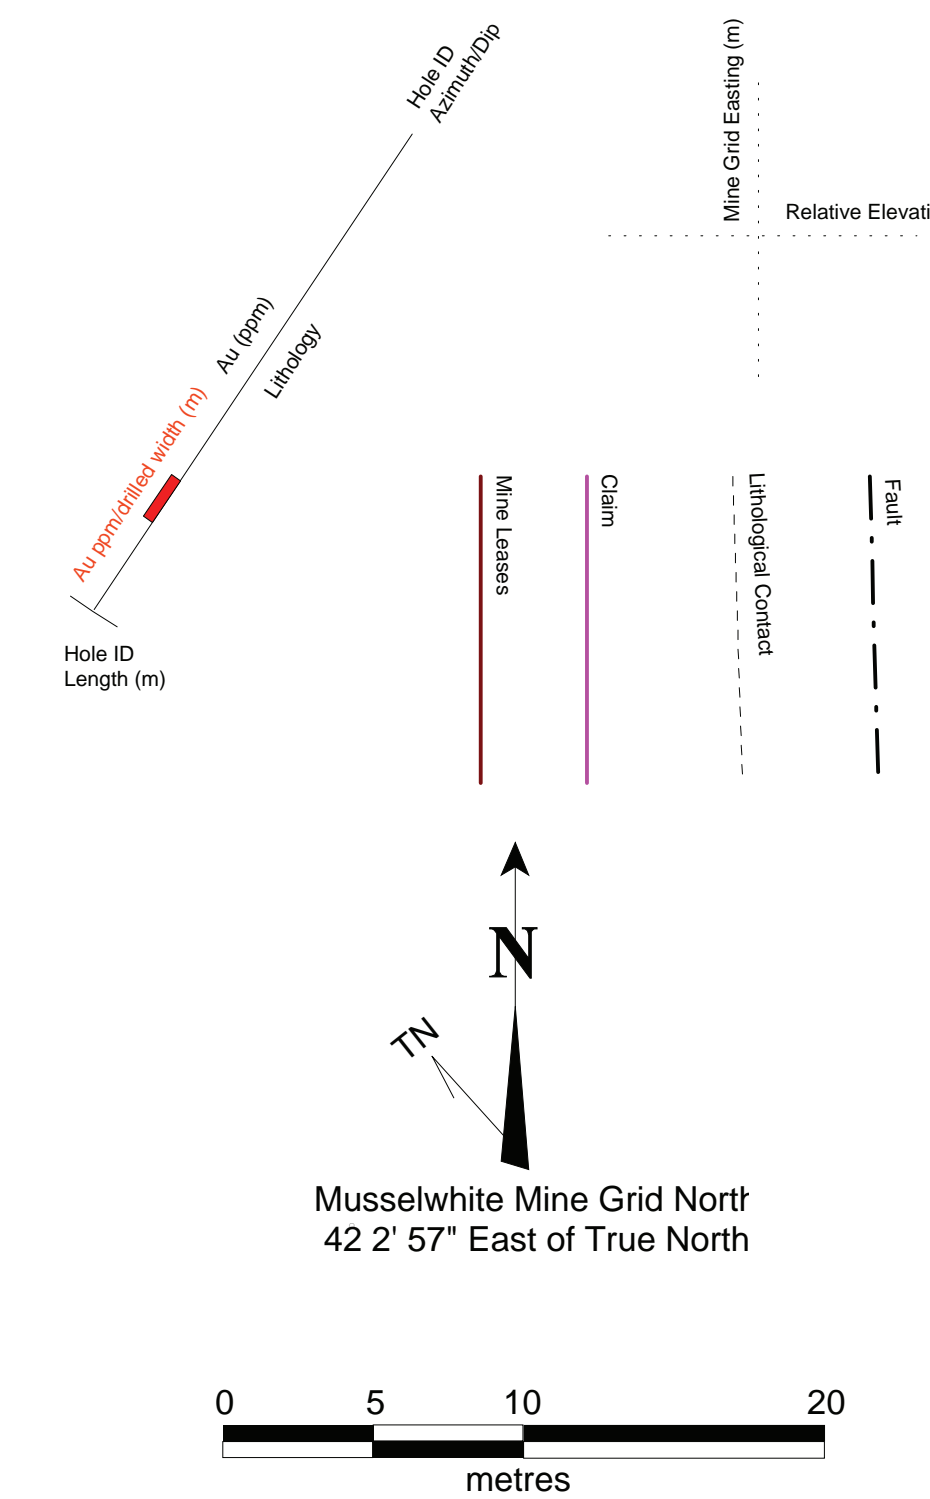 Hole ID
Azimuth/Dip
Mine Grid Easting (m)
Relative Elevati
Au (ppm)
Lithology
Au ppm/drilled width (m)
Hole ID
Length (m)
Mine Leases
Claim
Lithological Contact
Fault
N
TN
Musselwhite Mine Grid North
42° 2' 57" East of True North
0 5 10 20
metres